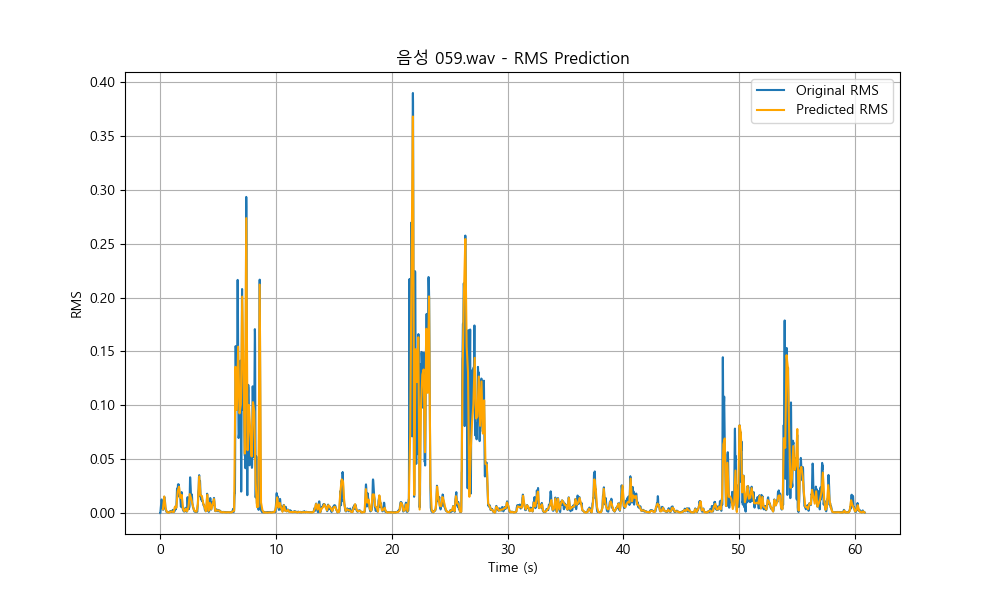 음성 059.wav - RMS Prediction
Original RMS
Predicted RMS
0.40
0.35
0.30
0.25
0.20
0.15
0.10
0.05
0.00
RMS
0 10 20 30 40 50 60
Time (s)